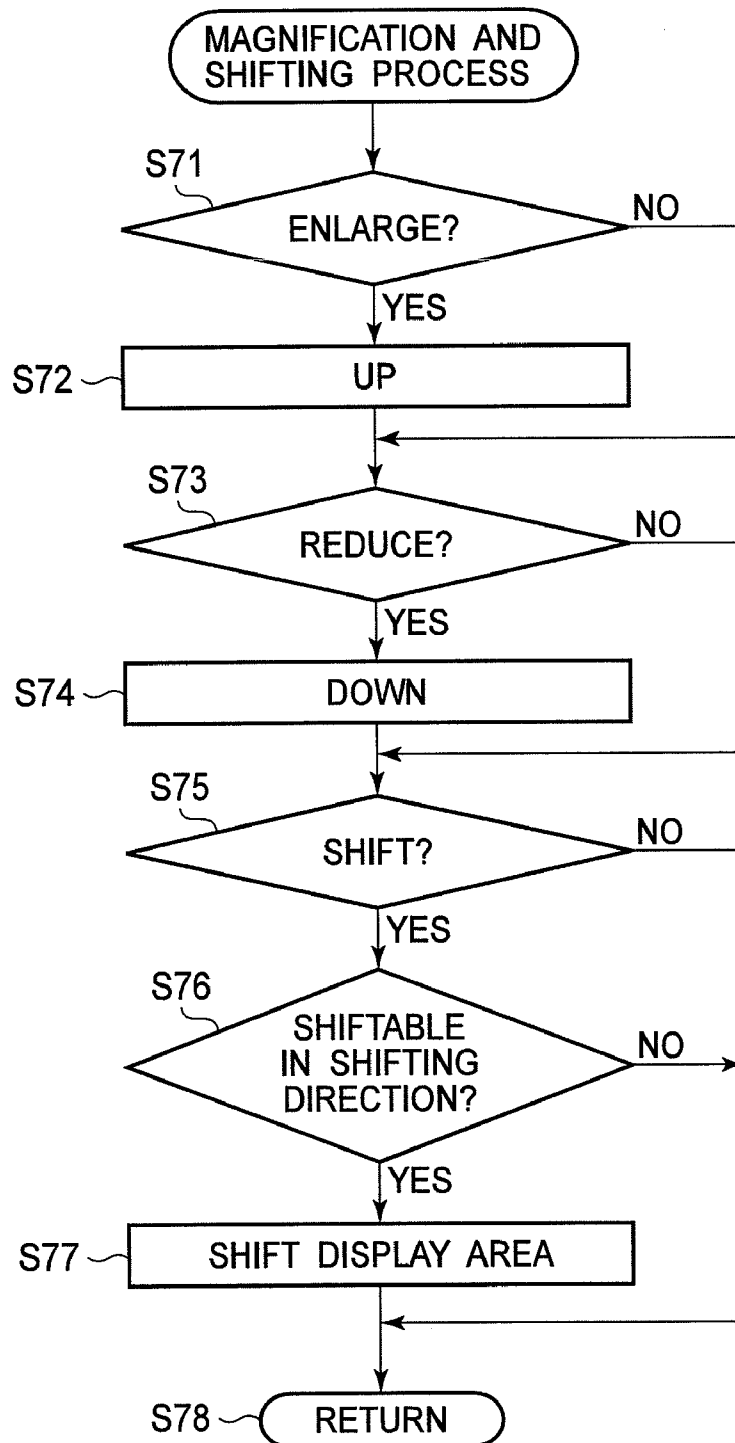 MAGNIFICATION AND
SHIFTING PROCESS
S71
ENLARGE?
NO
YES
S72
UP
S73
REDUCE?
NO
YES
S74
DOWN
S75
SHIFT?
NO
YES
S76
SHIFTABLE
IN SHIFTING
DIRECTION?
NO
YES
S77
SHIFT DISPLAY AREA
S78
RETURN